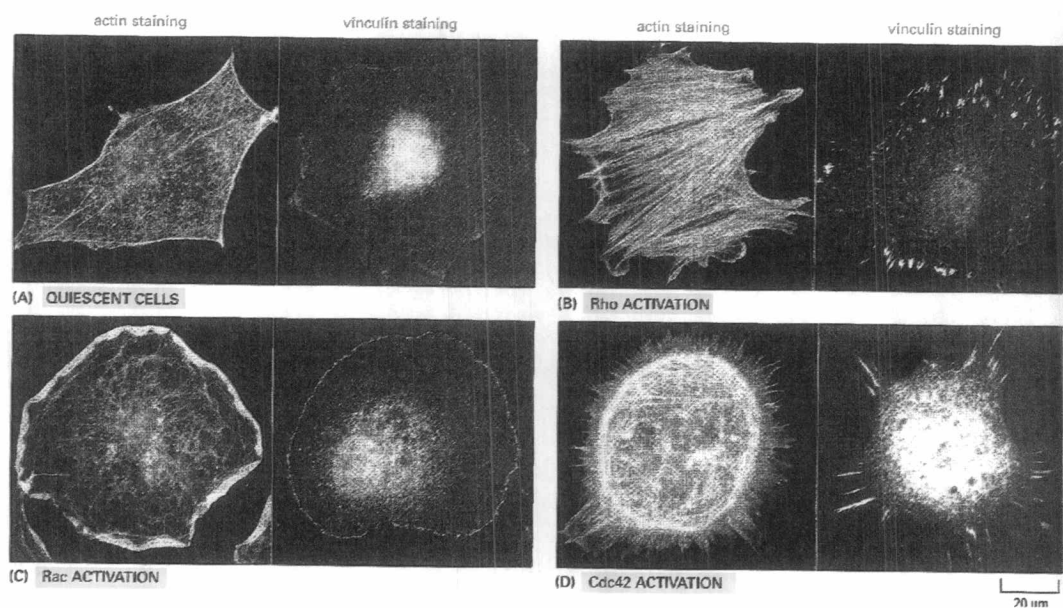 actin staining
vinculin staining
actin staining
vinculin staining
(A) QUIESCENT CELLS
(B) Rho ACTIVATION
(C) Rac ACTIVATION
(D) Cdc42 ACTIVATION
20 µm